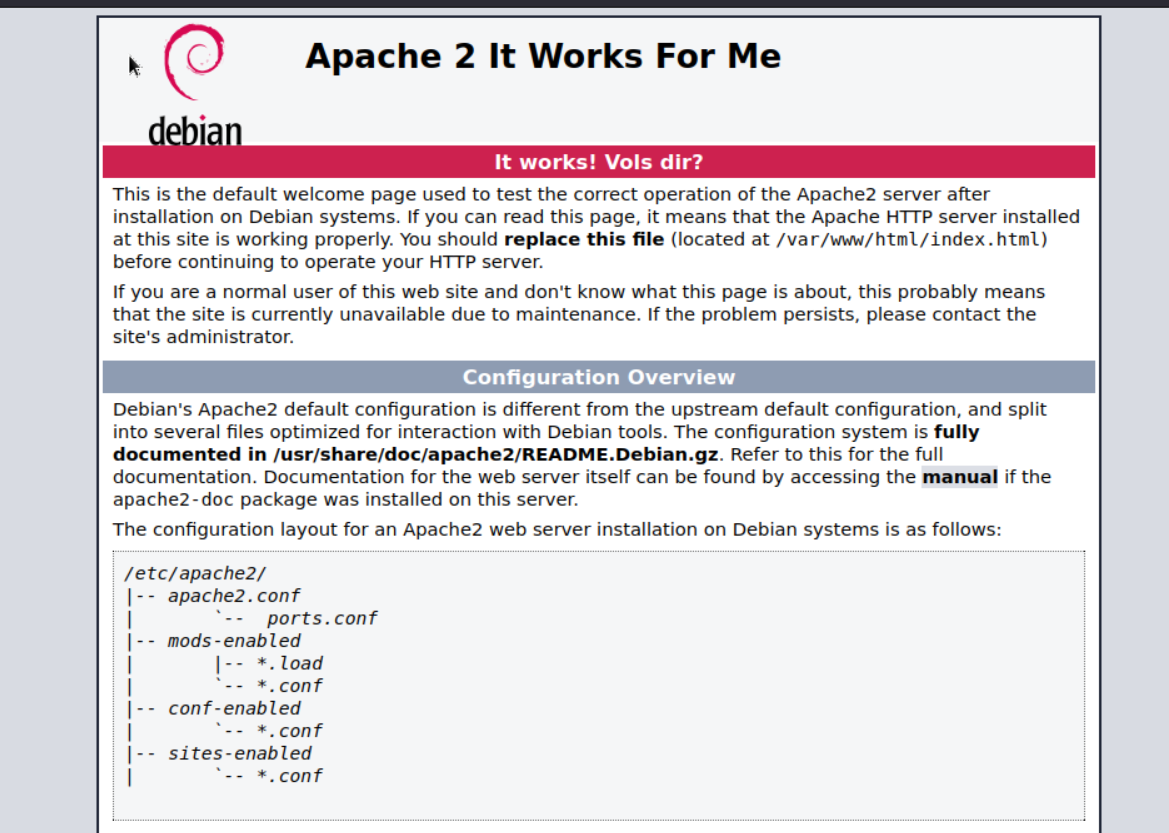 debian
Apache 2 It Works For Me
It works! Vols dir?
This is the default welcome page used to test the correct operation of the Apache2 server after
installation on Debian systems. If you can read this page, it means that the Apache HTTP server installed
at this site is working properly. You should replace this file (located at /var/www/html/index.html)
before continuing to operate your HTTP server.
If you are a normal user of this web site and don't know what this page is about, this probably means
that the site is currently unavailable due to maintenance. If the problem persists, please contact the
site's administrator.
Configuration Overview
Debian's Apache2 default configuration is different from the upstream default configuration, and split
into several files optimized for interaction with Debian tools. The configuration system is fully
documented in /usr/share/doc/apache2/README.Debian.gz. Refer to this for the full
documentation. Documentation for the web server itself can be found by accessing the manual if the
apache2-doc package was installed on this server.
The configuration layout for an Apache2 web server installation on Debian systems is as follows:
/etc/apache2/
|-- apache2.conf
|       `--  ports.conf
|-- mods-enabled
|       |-- *.load
|       `-- *.conf
|-- conf-enabled
|       `-- *.conf
|-- sites-enabled
|       `-- *.conf